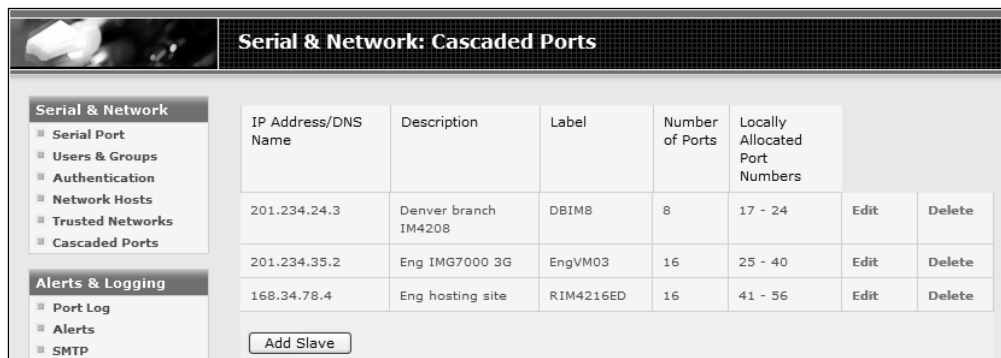 Serial & Network: Cascaded Ports
Serial & Network
Serial Port
Users & Groups
Authentication
Network Hosts
Trusted Networks
Cascaded Ports
Alerts & Logging
Port Log
Alerts
SMTP
IP Address/DNS Name
Description
Label
Number of Ports
Locally Allocated Port Numbers
201.234.24.3 Denver branch IM4208 DBIM8 8 17 - 24 Edit Delete
201.234.35.2 Eng IMG7000 3G EngVM03 16 25 - 40 Edit Delete
168.34.78.4 Eng hosting site RIM4216ED 16 41 - 56 Edit Delete
Add Slave